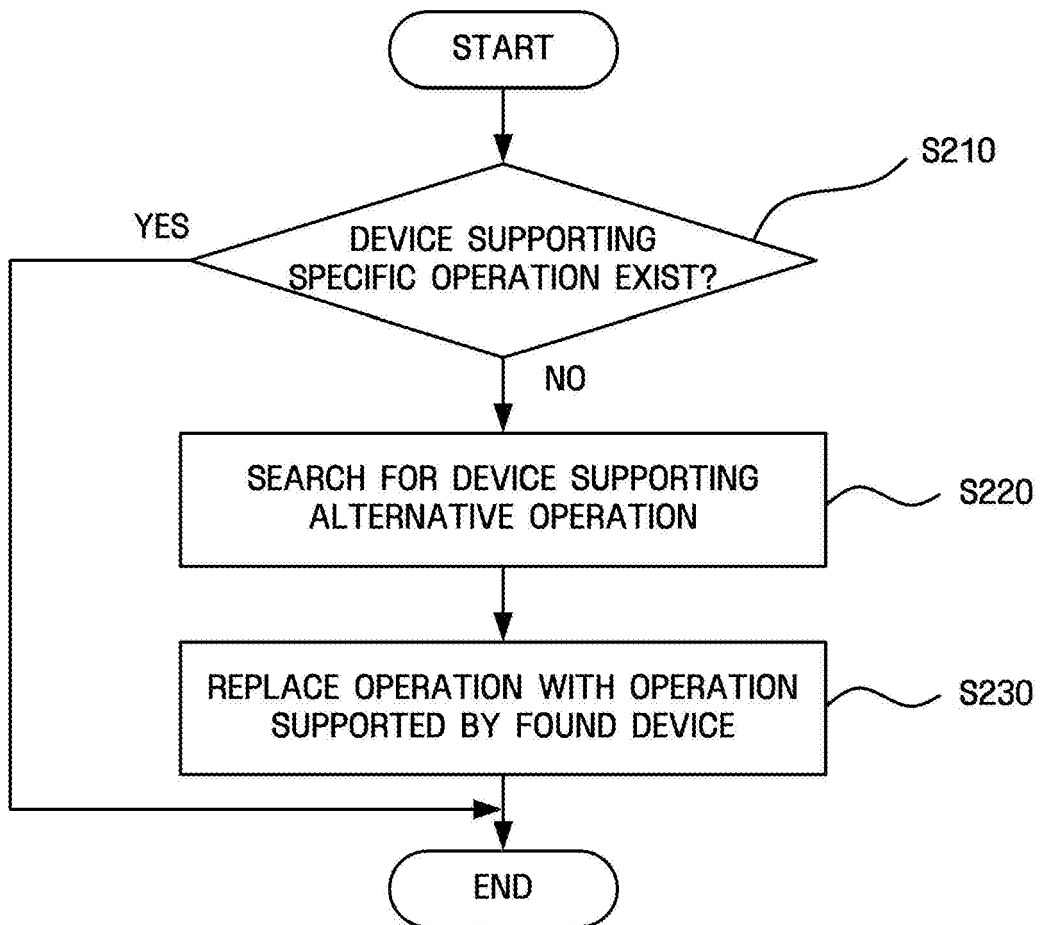 START
S210
YES
DEVICE SUPPORTING
SPECIFIC OPERATION EXIST?
NO
SEARCH FOR DEVICE SUPPORTING
ALTERNATIVE OPERATION
S220
REPLACE OPERATION WITH OPERATION
SUPPORTED BY FOUND DEVICE
S230
END